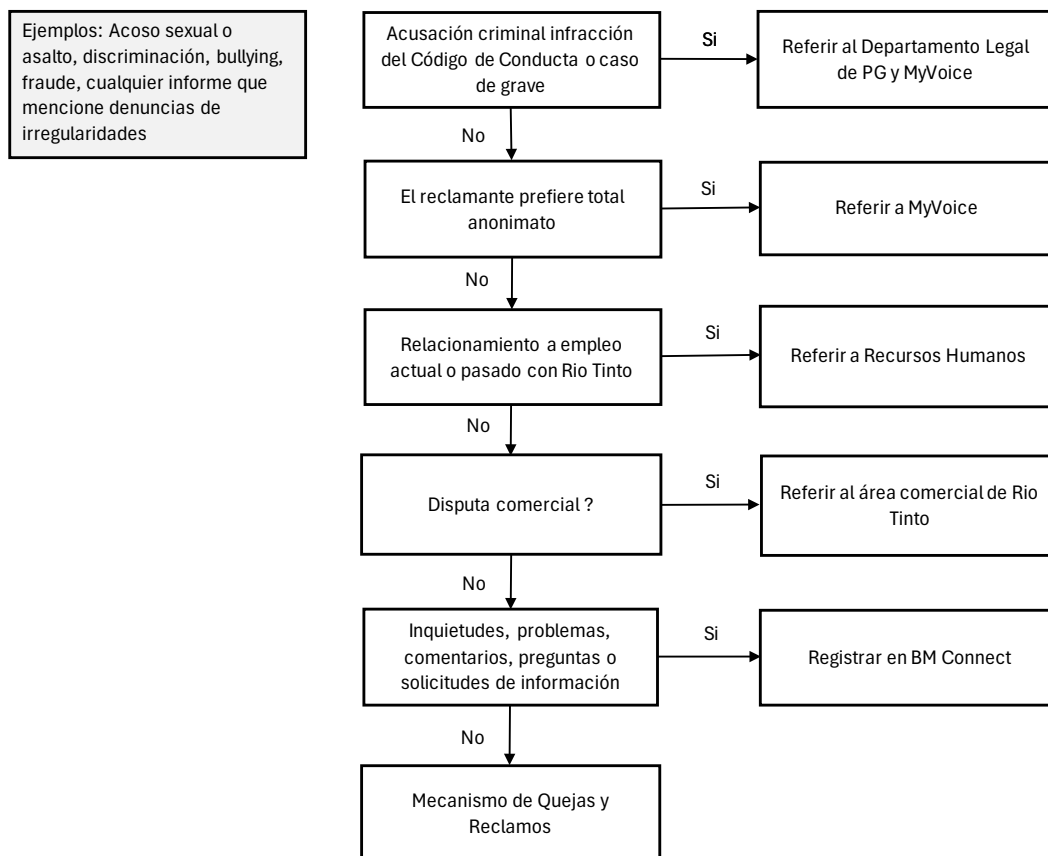 Ejemplos: Acoso sexual o
asalto, discriminación, bullying,
fraude, cualquier informe que
mencione denuncias de
irregularidades
Acusación criminal infracción
del Código de Conducta o caso
de grave
Si
Referir al Departamento Legal
de PG y MyVoice
No
El reclamante prefiere total
anonimato
Si
Referir a MyVoice
No
Relacionamiento a empleo
actual o pasado con Rio Tinto
Si
Referir a Recursos Humanos
No
Disputa comercial ?
Si
Referir al área comercial de Rio
Tinto
No
Inquietudes, problemas,
comentarios, preguntas o
solicitudes de información
Si
Registrar en BM Connect
No
Mecanismo de Quejas y
Reclamos